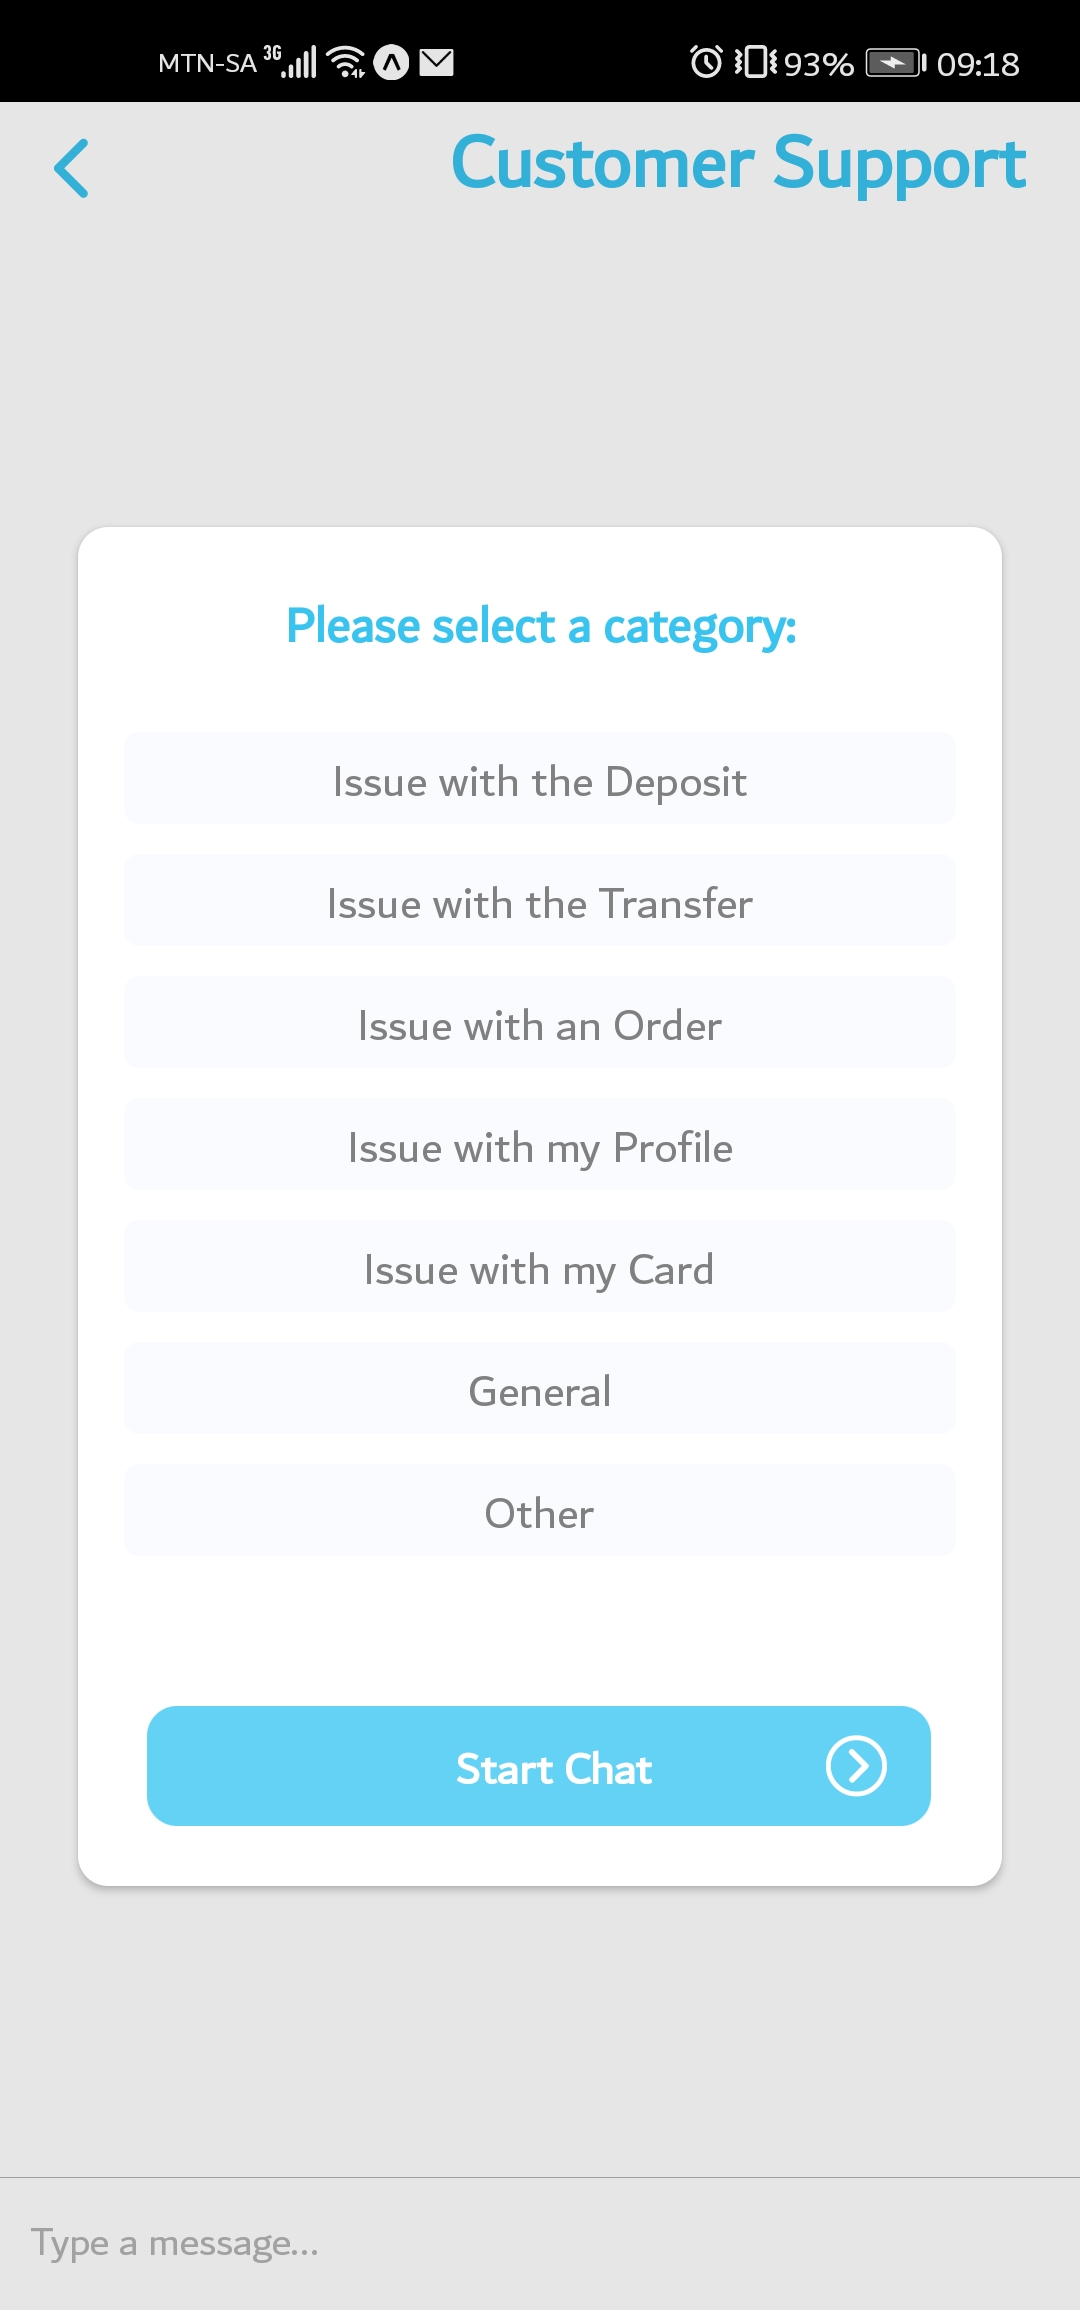 MTN-SA 3G 93% 09:18
Customer Support
Please select a category:
Issue with the Deposit
Issue with the Transfer
Issue with an Order
Issue with my Profile
Issue with my Card
General
Other
Start Chat
Type a message...